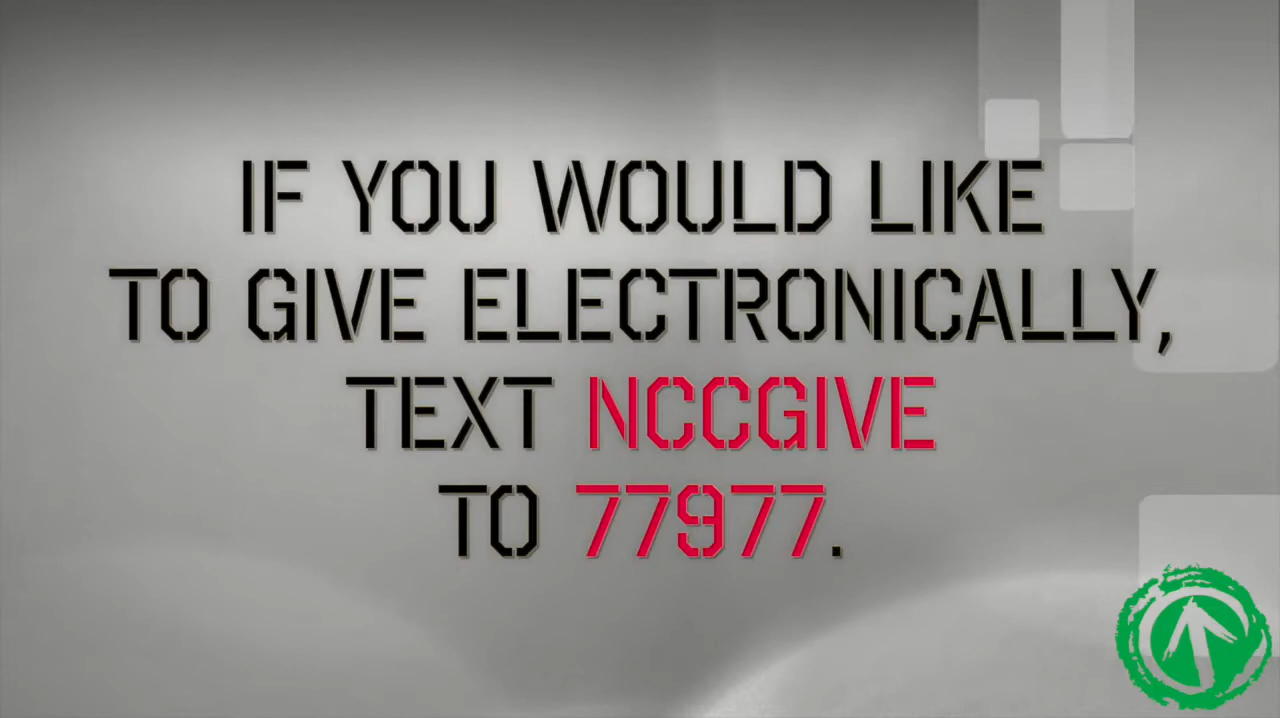 IF YOU WOULD LIKE
TO GIVE ELECTRONICALLY,
TEXT NCCGIVE
TO 77977.